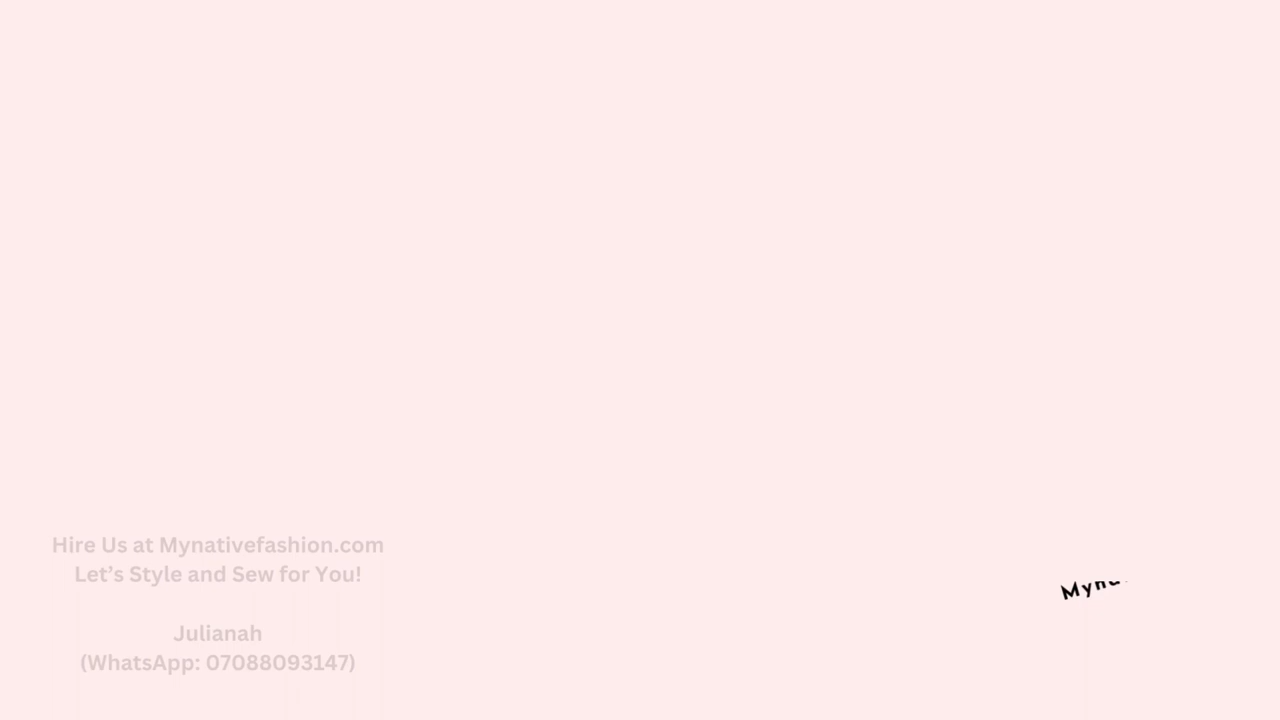 Hire Us at Mynativefashion.com
Let's Style and Sew for You!
Julianah
(WhatsApp: 07088093147)